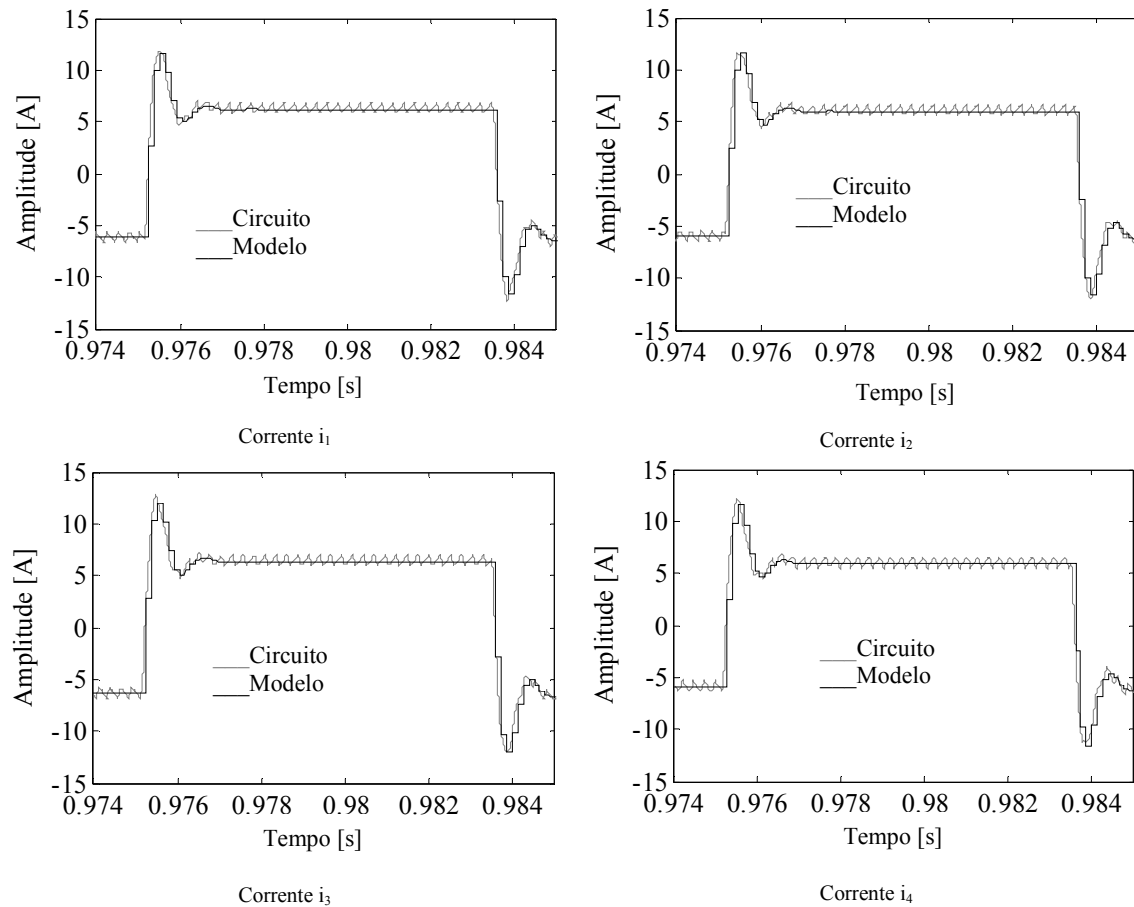 15
10
5
0
-5
-10
-15
Amplitude [A]
Circuito
Modelo
0.974 0.976 0.978 0.98 0.982 0.984
Tempo [s]
Corrente i₁
15
10
5
0
-5
-10
-15
Amplitude [A]
Circuito
Modelo
0.974 0.976 0.978 0.98 0.982 0.984
Tempo [s]
Corrente i₂
15
10
5
0
-5
-10
-15
Amplitude [A]
Circuito
Modelo
0.974 0.976 0.978 0.98 0.982 0.984
Tempo [s]
Corrente i₃
15
10
5
0
-5
-10
-15
Amplitude [A]
Circuito
Modelo
0.974 0.976 0.978 0.98 0.982 0.984
Tempo [s]
Corrente i₄